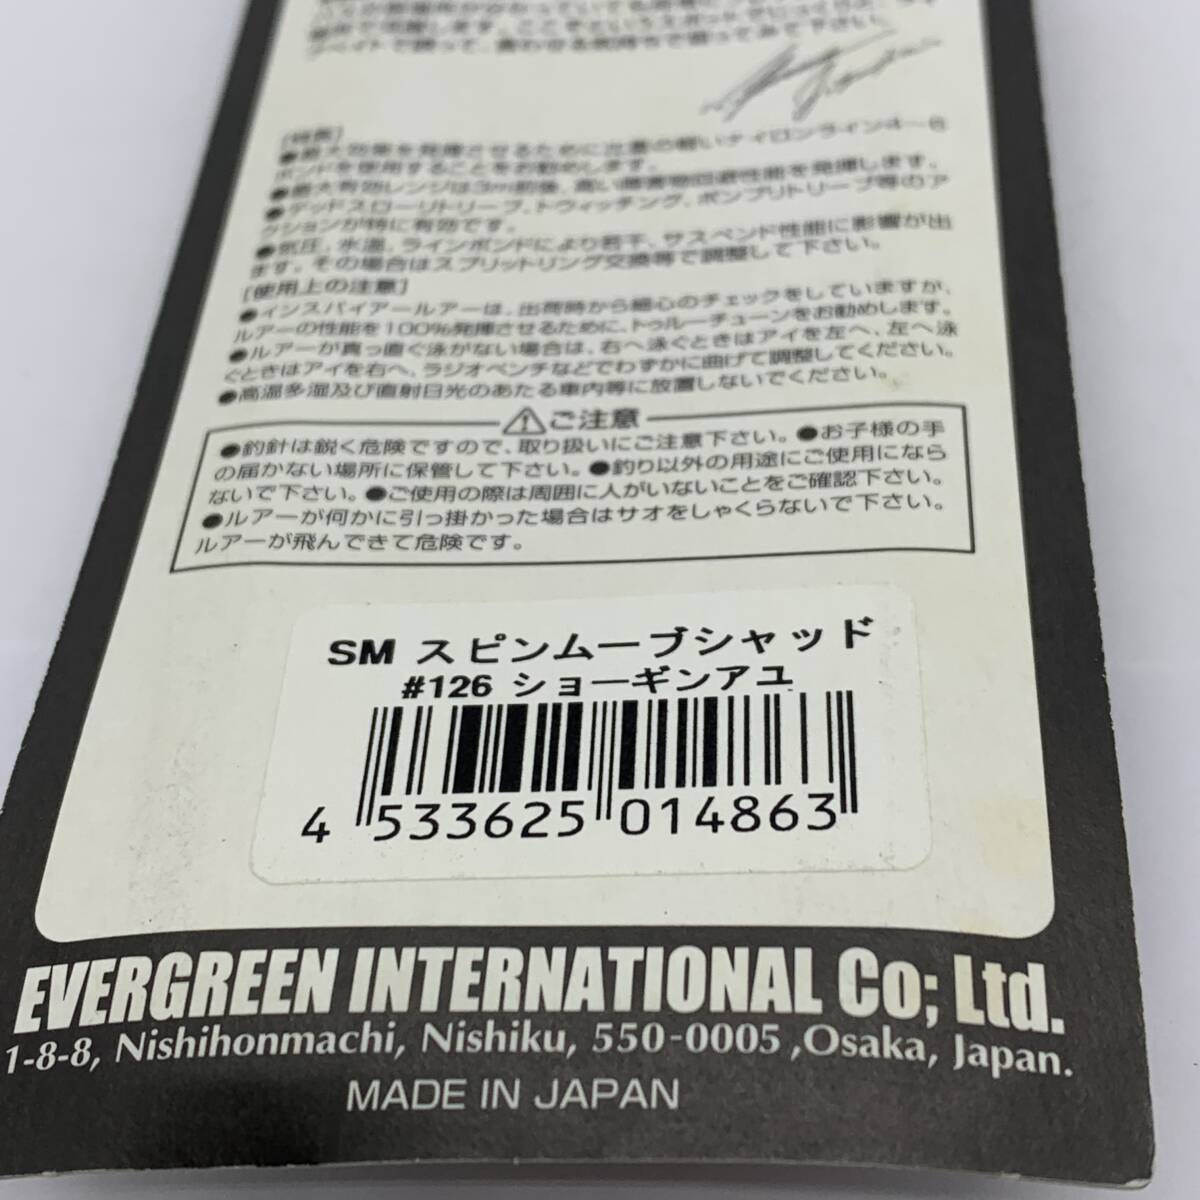 ベイトで誘って、食わせる気持ちで狙ってみて下さい。
[特長]
●最大効果を発揮させるために比重の軽いナイロンライン4〜6
ポンドを使用することをお勧めします。
●最大有効レンジは3m前後、高い障害物回避性能を発揮します。
●デッドスローリトリーブ、トウィッチング、ポンプリトリーブ等のア
クションが特に有効です。
●気圧、水温、ラインポンドにより若干、サスペンド性能に影響が出
ます。その場合はスプリットリング交換等で調整して下さい。
[使用上の注意]
●インスパイアールアーは、出荷時から細心のチェックをしていますが、
ルアーの性能を100%発揮させるために、トゥルーチューンをお勧めします。
●ルアーが真っ直ぐ泳がない場合は、右へ泳ぐときはアイを左へ、左へ泳
ぐときはアイを右へ、ラジオペンチなどでわずかに曲げて調整してください。
●高温多湿及び直射日光のあたる車内等に放置しないでください。
⚠ご注意
●釣針は鋭く危険ですので、取り扱いにご注意下さい。●お子様の手
の届かない場所に保管して下さい。●釣り以外の用途にご使用になら
ないで下さい。●ご使用の際は周囲に人がいないことをご確認下さい。
●ルアーが何かに引っ掛かった場合はサオをしゃくらないで下さい。
ルアーが飛んできて危険です。
SM スピンムーブシャッド
#126 ショーギンアユ
4 533625 014863
EVERGREEN INTERNATIONAL Co; Ltd.
1-8-8, Nishihonmachi, Nishiku, 550-0005 ,Osaka, Japan.
MADE IN JAPAN